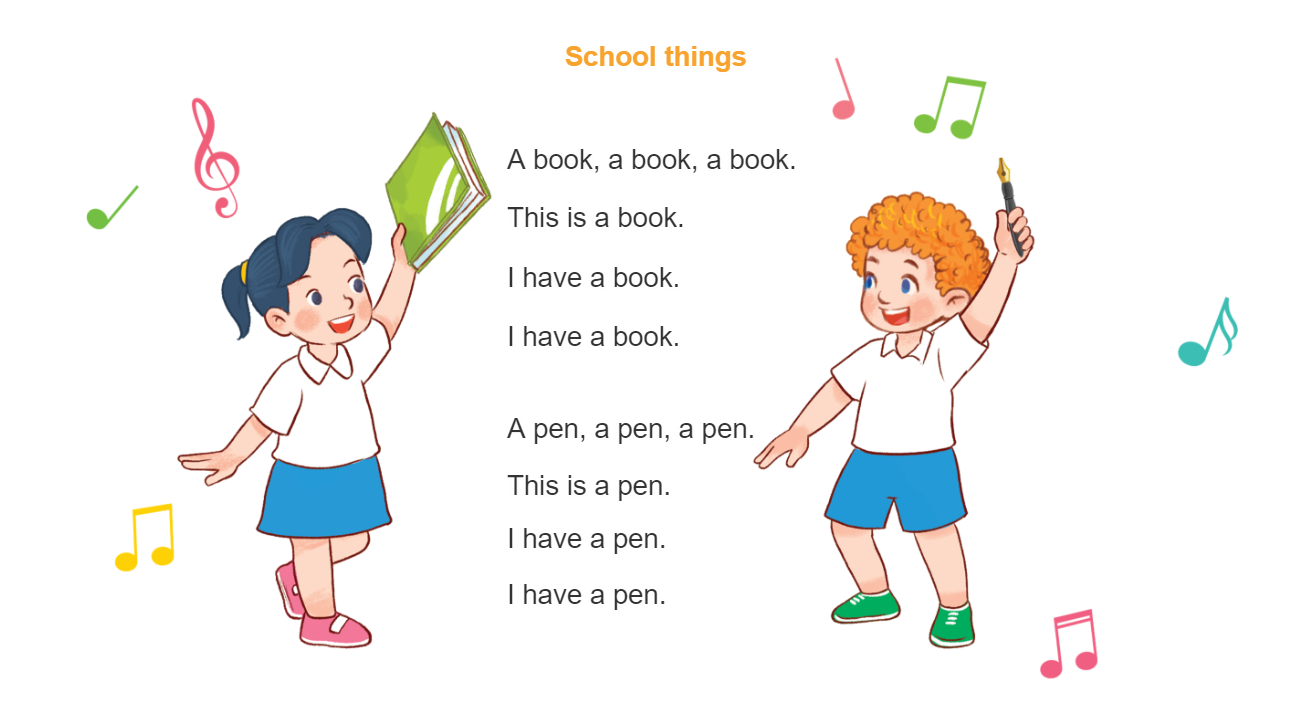 School things
A book, a book, a book.
This is a book.
I have a book.
I have a book.
A pen, a pen, a pen.
This is a pen.
I have a pen.
I have a pen.